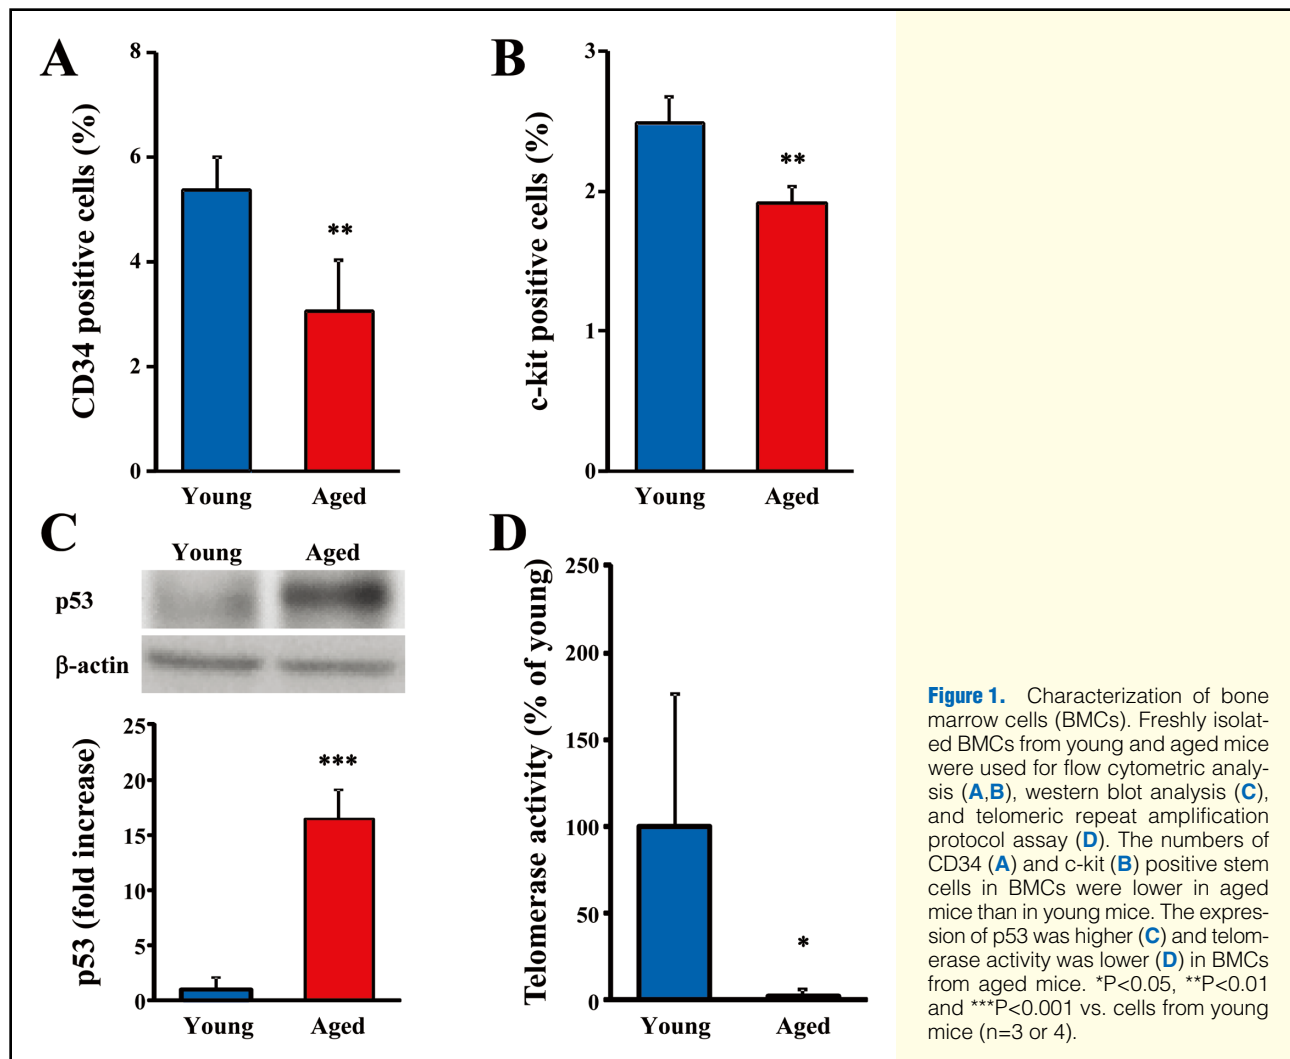 A
8
6
4
2
0
CD34 positive cells (%)
**
Young Aged
B
3
2
1
0
c-kit positive cells (%)
**
Young Aged
C
Young Aged
p53
β-actin
25
20
15
10
5
0
p53 (fold increase)
***
Young Aged
D
250
200
150
100
50
0
Telomerase activity (% of young)
*
Young Aged
Figure 1. Characterization of bone
marrow cells (BMCs). Freshly isolat-
ed BMCs from young and aged mice
were used for flow cytometric analy-
sis (A,B), western blot analysis (C),
and telomeric repeat amplification
protocol assay (D). The numbers of
CD34 (A) and c-kit (B) positive stem
cells in BMCs were lower in aged
mice than in young mice. The expres-
sion of p53 was higher (C) and telom-
erase activity was lower (D) in BMCs
from aged mice. *P<0.05, **P<0.01
and ***P<0.001 vs. cells from young
mice (n=3 or 4).